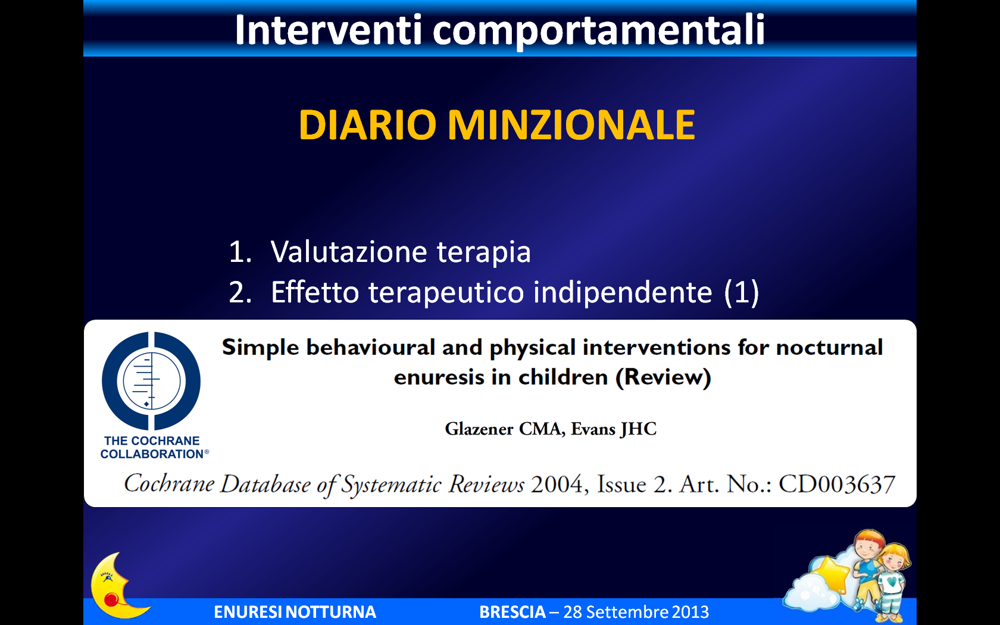 Interventi comportamentali
DIARIO MINZIONALE
1. Valutazione terapia
2. Effetto terapeutico indipendente (1)
Simple behavioural and physical interventions for nocturnal
enuresis in children (Review)
Glazener CMA, Evans JHC
THE COCHRANE
COLLABORATION®
Cochrane Database of Systematic Reviews 2004, Issue 2. Art. No.: CD003637
ENURESI NOTTURNA
BRESCIA – 28 Settembre 2013